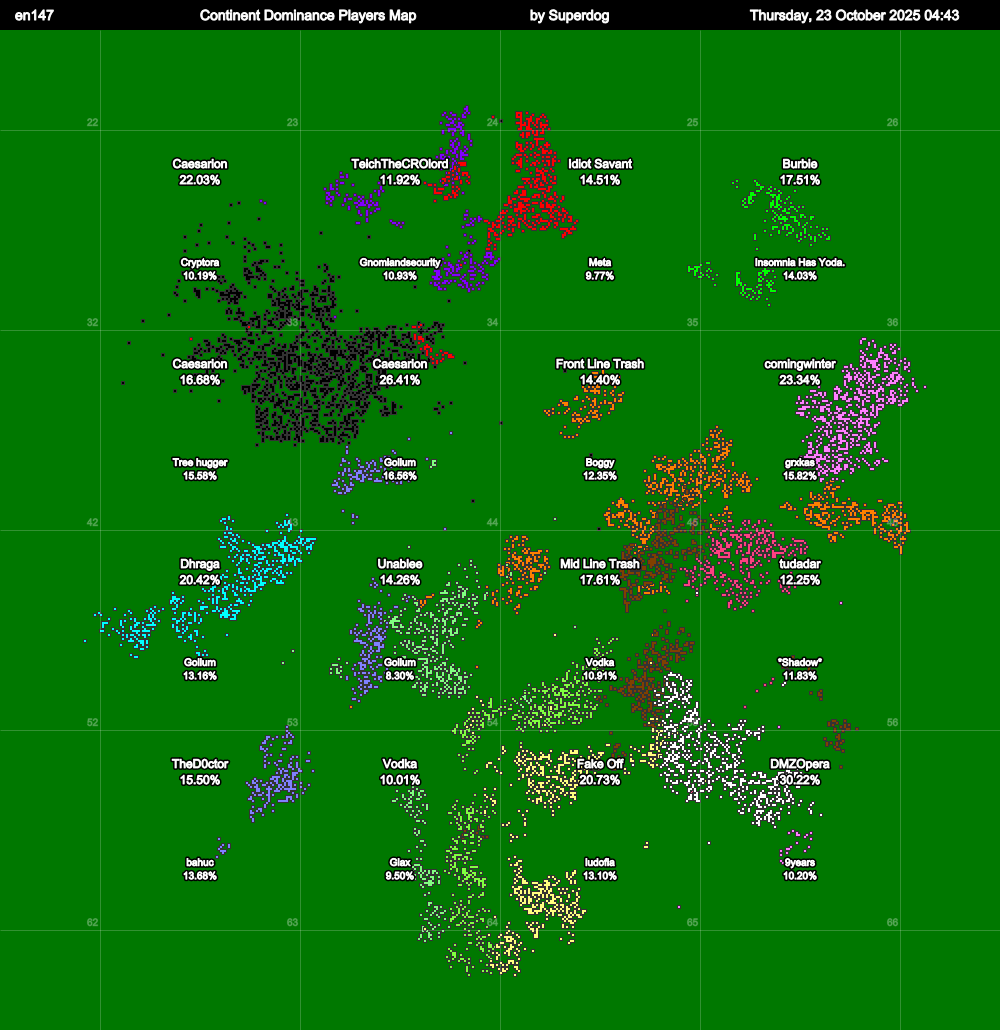 en147 Continent Dominance Players Map by Superdog Thursday, 23 October 2025 04:43
22 23 24 25 26
Caesarion TeichTheCROlord Idiot Savant Burbie
22.03% 11.92% 14.51% 17.51%
Cryptora Gnomlandsecurity Meta Insomnia Has Yoda.
10.19% 10.93% 9.77% 14.03%
32 33 34 35 36
Caesarion Caesarion Front Line Trash comingwinter
16.68% 26.41% 14.40% 23.34%
Tree hugger Gollum Boggy grxkas
15.58% 16.56% 12.35% 15.82%
42 43 44 45 46
Dhraga Unablee Mid Line Trash tudadar
20.42% 14.26% 17.61% 12.25%
Gollum Gollum Vodka *Shadow*
13.16% 8.30% 10.91% 11.83%
52 53 54 56
TheD0ctor Vodka Fake Off DMZOpera
15.50% 10.01% 20.73% 30.22%
bahuc Giax ludofia 9years
13.68% 9.50% 13.10% 10.20%
62 63 64 65 66